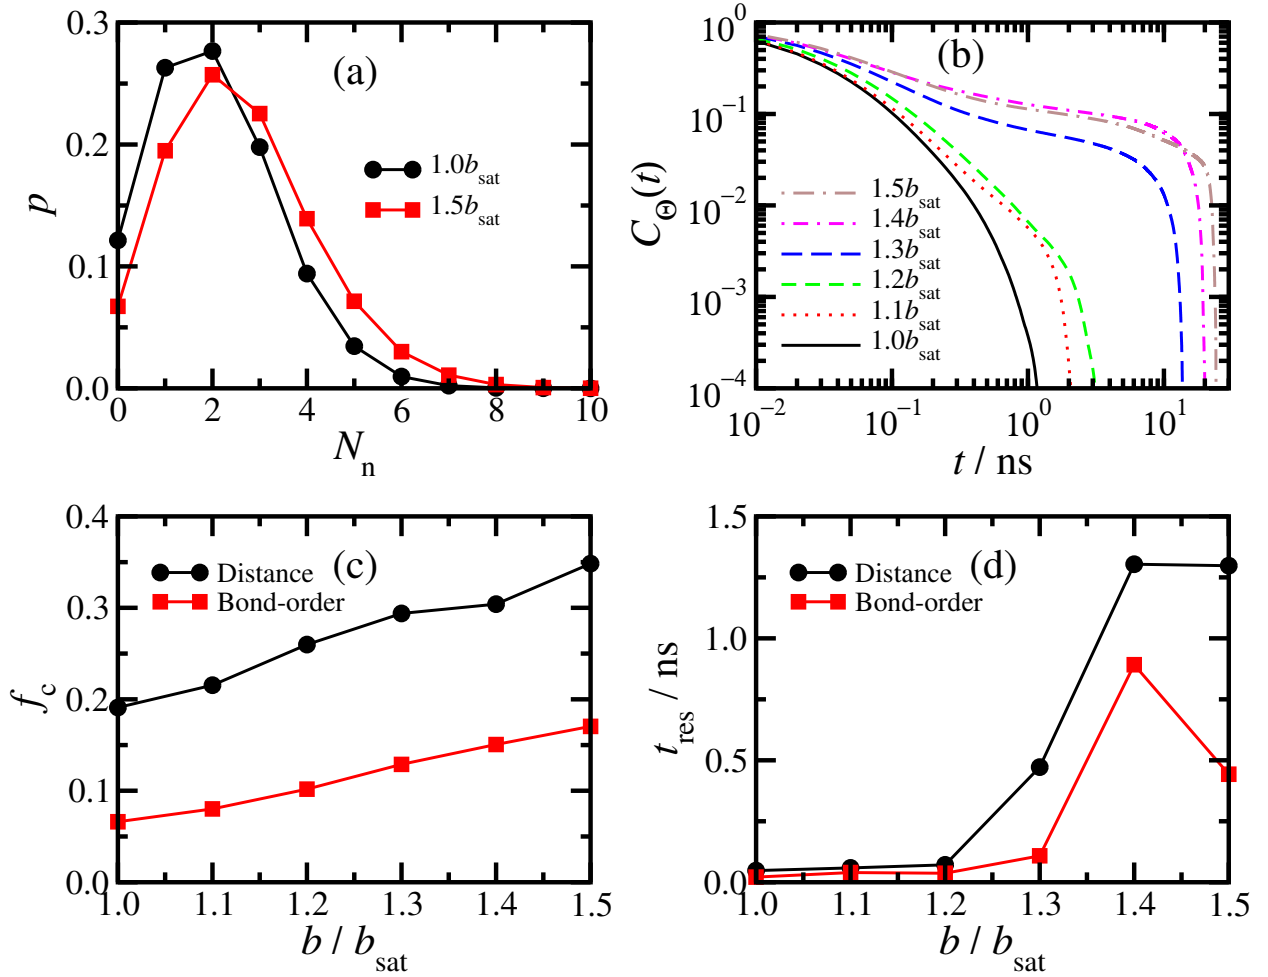 0.3
0.2
0.1
0.0
p
(a)
1.0b_sat
1.5b_sat
0 2 4 6 8 10
N_n
10^0
10^-1
10^-2
10^-3
10^-4
C_Θ(t)
(b)
1.5b_sat
1.4b_sat
1.3b_sat
1.2b_sat
1.1b_sat
1.0b_sat
10^-2 10^-1 10^0 10^1
t / ns
0.4
0.3
0.2
0.1
0.0
f_c
(c)
Distance
Bond-order
1.0 1.1 1.2 1.3 1.4 1.5
b / b_sat
1.5
1.0
0.5
0.0
t_res / ns
(d)
Distance
Bond-order
1.0 1.1 1.2 1.3 1.4 1.5
b / b_sat